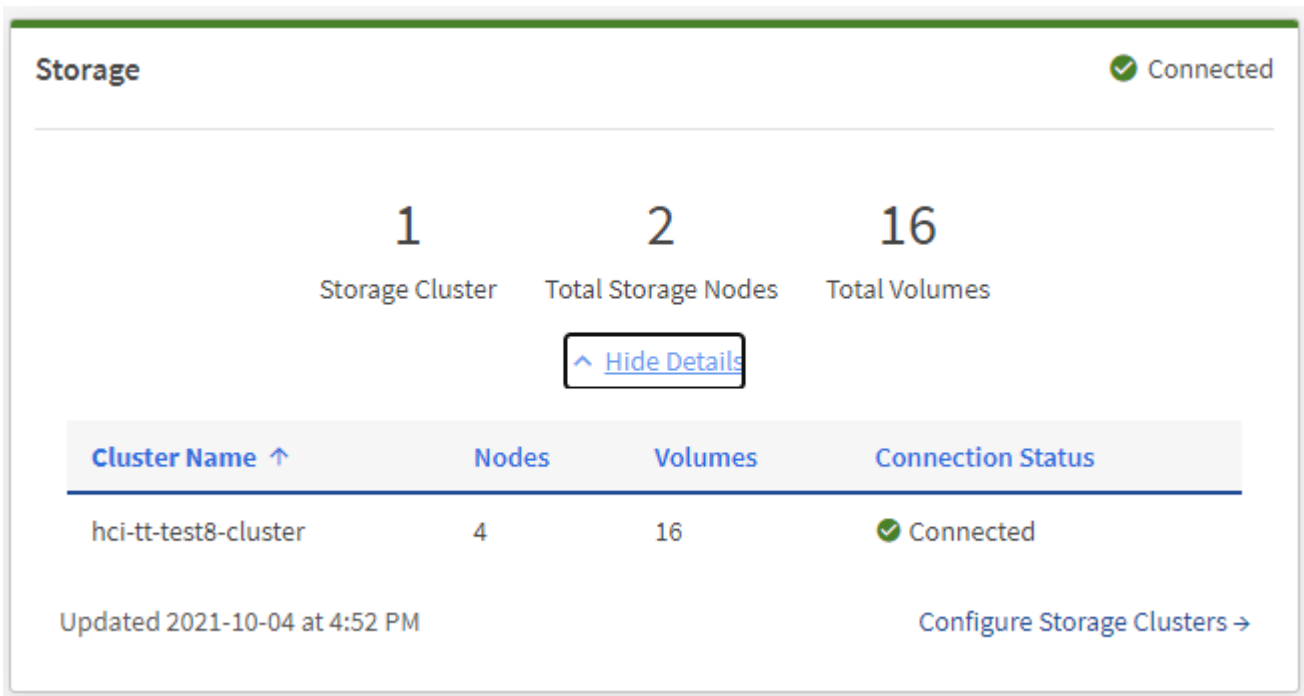 Storage
Connected
1 2 16
Storage Cluster Total Storage Nodes Total Volumes
Hide Details
Cluster Name ↑ Nodes Volumes Connection Status
hci-tt-test8-cluster 4 16 Connected
Updated 2021-10-04 at 4:52 PM
Configure Storage Clusters →